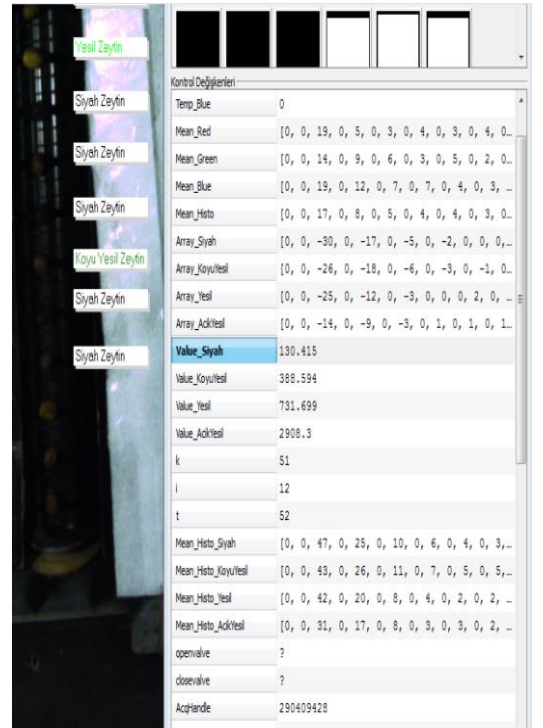 Yesil Zeytin
Siyah Zeytin
Siyah Zeytin
Siyah Zeytin
Koyu Yesil Zeytin
Siyah Zeytin
Siyah Zeytin
Kontrol Değişkenleri
Temp_Blue 0
Mean_Red [0, 0, 19, 0, 5, 0, 3, 0, 4, 0, 3, 0, 4, 0...
Mean_Green [0, 0, 14, 0, 9, 0, 6, 0, 3, 0, 5, 0, 2, 0...
Mean_Blue [0, 0, 19, 0, 12, 0, 7, 0, 7, 0, 4, 0, 3, ...
Mean_Histo [0, 0, 17, 0, 8, 0, 5, 0, 4, 0, 4, 0, 3, 0...
Array_Siyah [0, 0, -30, 0, -17, 0, -5, 0, -2, 0, 0, 0,...
Array_KoyuYesil [0, 0, -26, 0, -18, 0, -6, 0, -3, 0, -1, 0...
Array_Yesil [0, 0, -25, 0, -12, 0, -3, 0, 0, 0, 2, 0, ...
Array_AcikYesil [0, 0, -14, 0, -9, 0, -3, 0, 1, 0, 1, 0, 1...
Value_Siyah 130.415
Value_KoyuYesil 388.594
Value_Yesil 731.699
Value_AcikYesil 2908.3
k 51
i 12
t 52
Mean_Histo_Siyah [0, 0, 47, 0, 25, 0, 10, 0, 6, 0, 4, 0, 3,...
Mean_Histo_KoyuYesil [0, 0, 43, 0, 26, 0, 11, 0, 7, 0, 5, 0, 5,...
Mean_Histo_Yesil [0, 0, 42, 0, 20, 0, 8, 0, 4, 0, 2, 0, 2, ...
Mean_Histo_AcikYesil [0, 0, 31, 0, 17, 0, 8, 0, 3, 0, 3, 0, 2, ...
openvalve ?
closevalve ?
AcqHandle 290409428